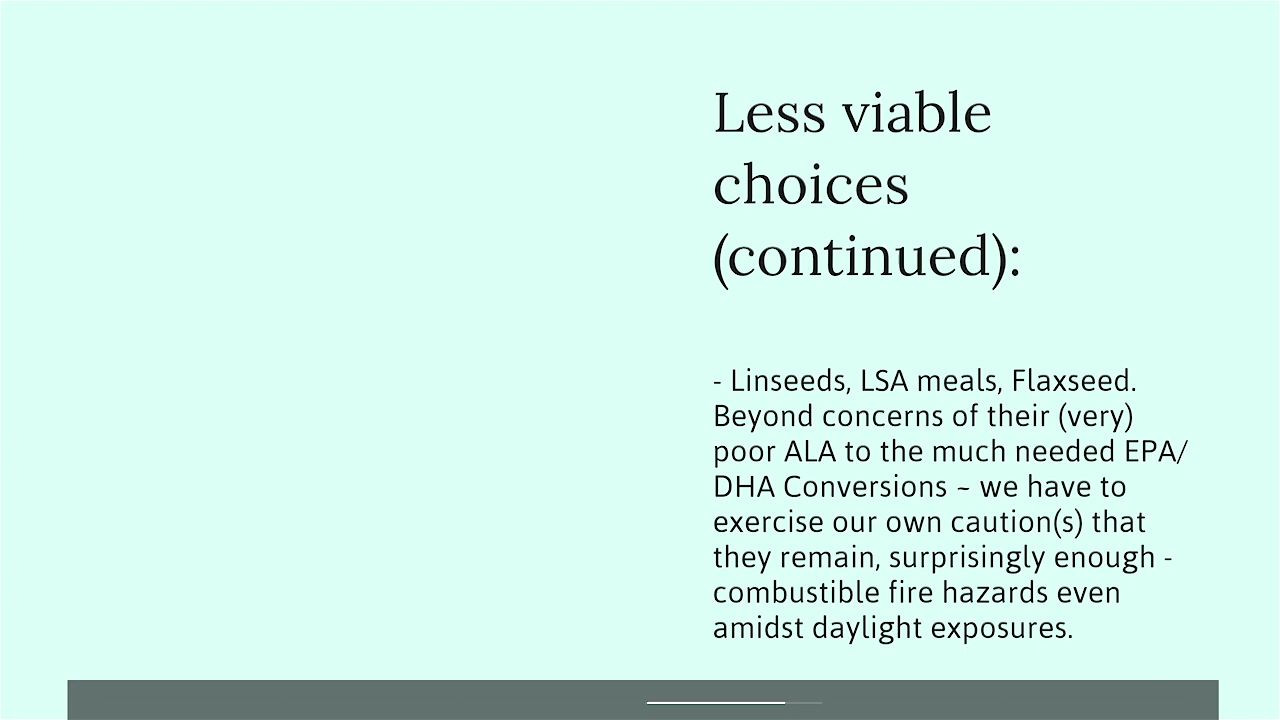 Less viable
choices
(continued):
- Linseeds, LSA meals, Flaxseed.
Beyond concerns of their (very)
poor ALA to the much needed EPA/
DHA Conversions ~ we have to
exercise our own caution(s) that
they remain, surprisingly enough -
combustible fire hazards even
amidst daylight exposures.